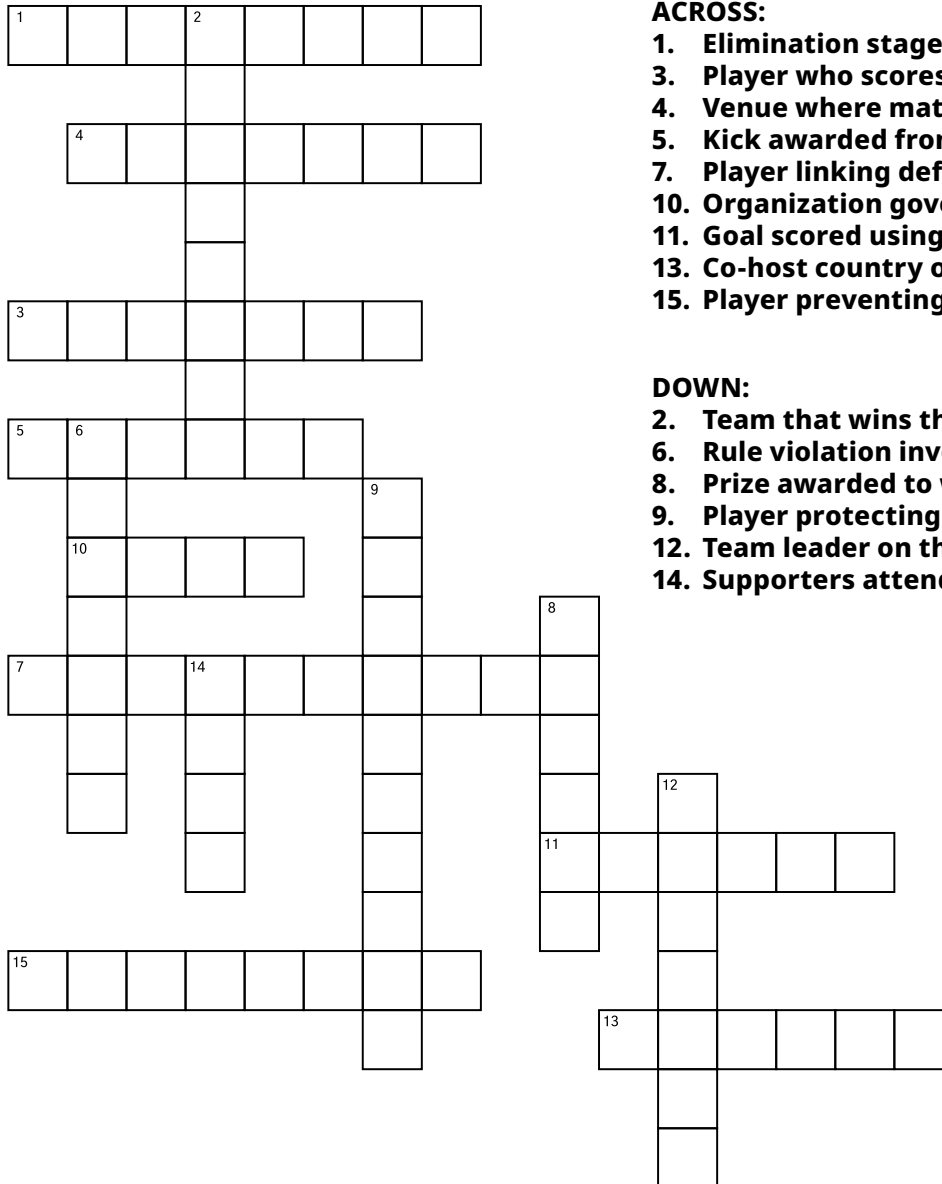 ACROSS:
1. Elimination stage
3. Player who scores
4. Venue where mat
5. Kick awarded
7. Player linking def
10. Organization gov
11. Goal scored using
13. Co-host country
15. Player preventing
DOWN:
2. Team that wins th
6. Rule violation inv
8. Prize awarded to
9. Player protecting
12. Team leader on th
14. Supporters atten
1 2
4
3
5 6
9
10
8
7 14
12
11
15
13